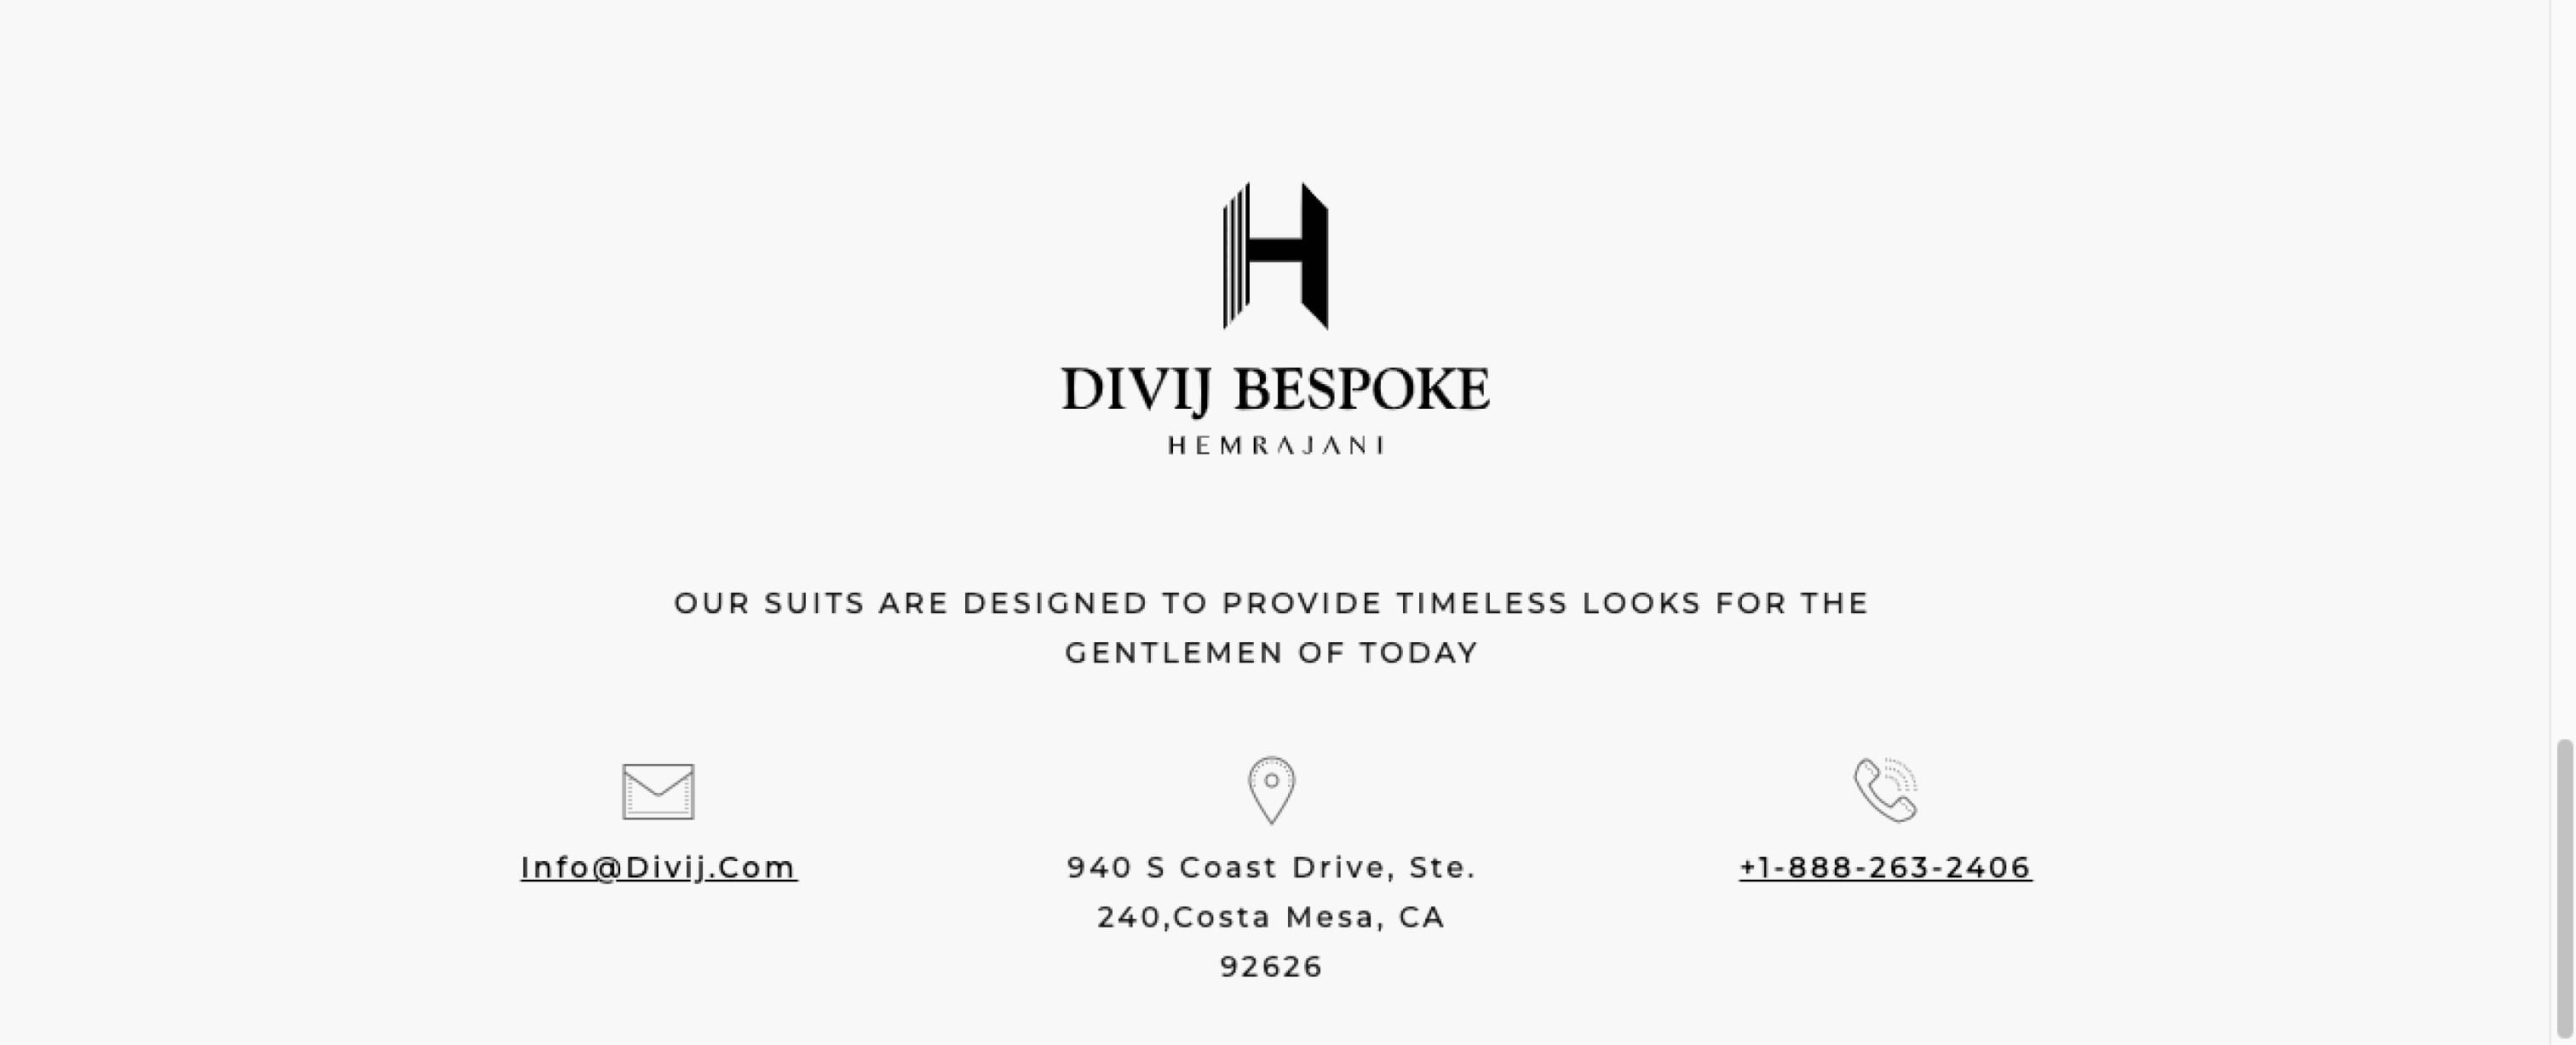 H
DIVIJ BESPOKE
HEMRAJANI
OUR SUITS ARE DESIGNED TO PROVIDE TIMELESS LOOKS FOR THE
GENTLEMEN OF TODAY
Info@Divij.Com
940 S Coast Drive, Ste.
240,Costa Mesa, CA
92626
+1-888-263-2406